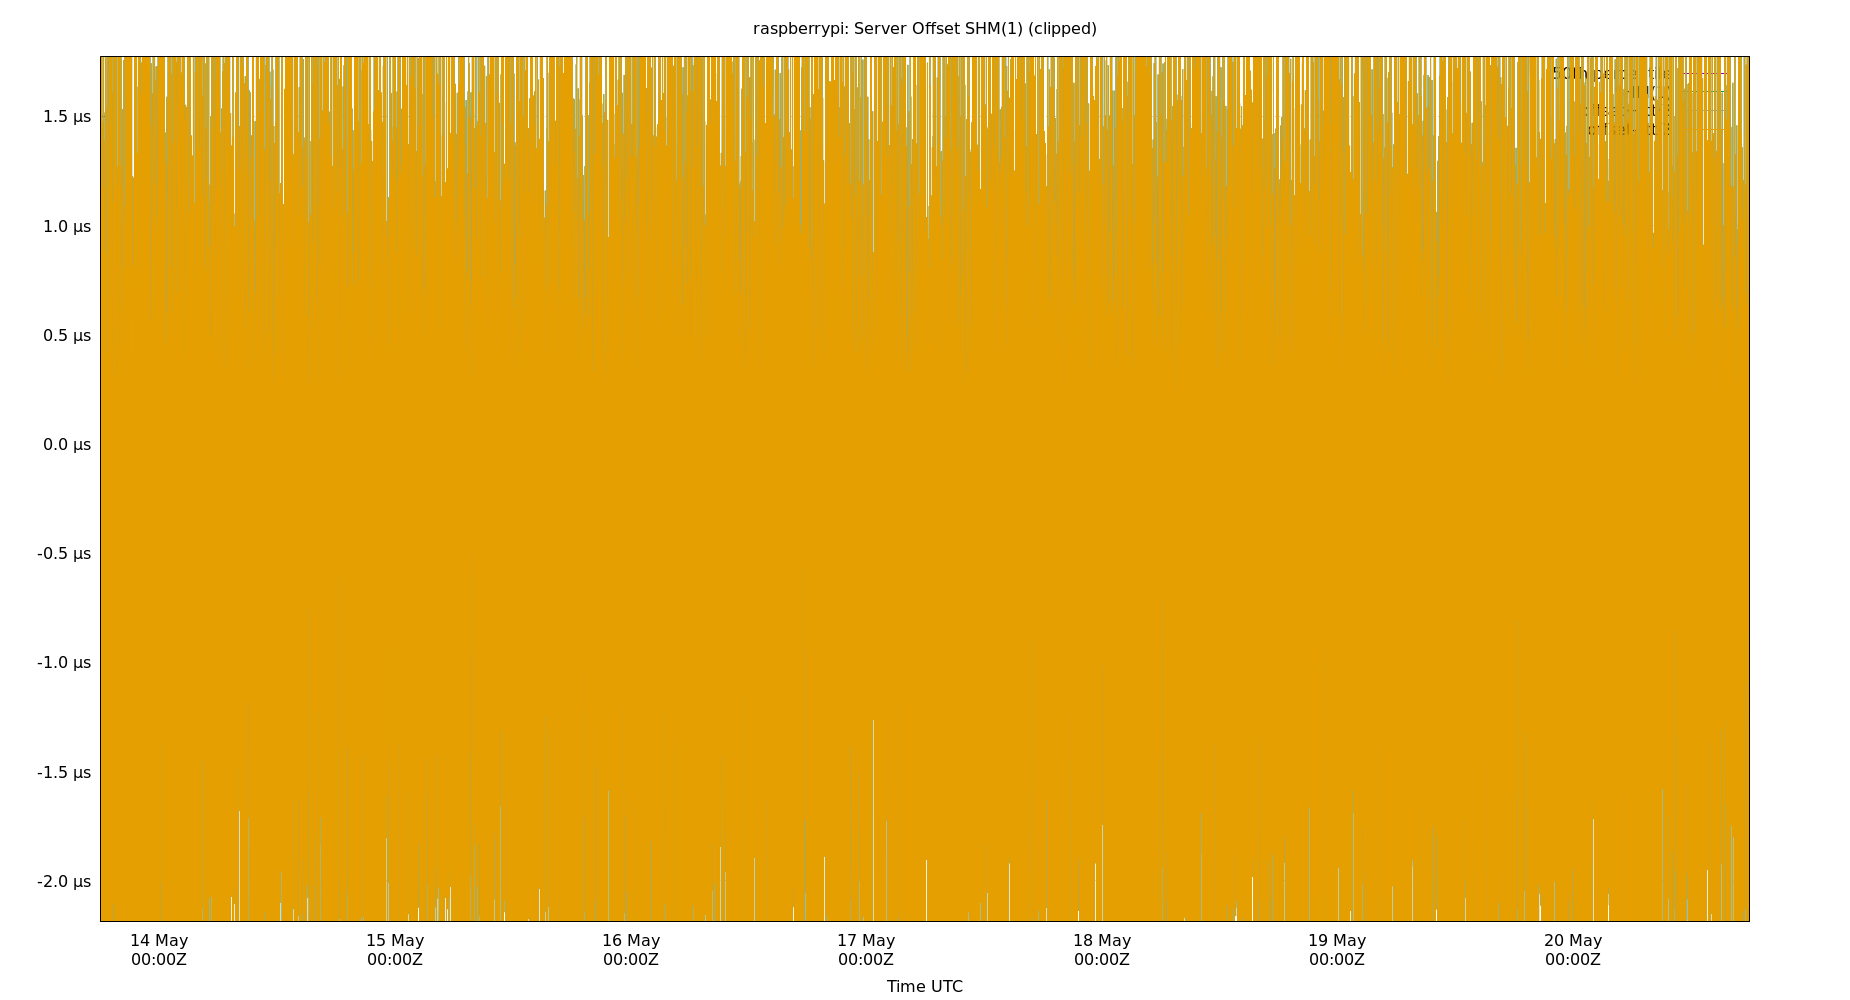 raspberrypi: Server Offset SHM(1) (clipped)
1.5 µs
1.0 µs
0.5 µs
0.0 µs
-0.5 µs
-1.0 µs
-1.5 µs
-2.0 µs
14 May
00:00Z
15 May
00:00Z
16 May
00:00Z
17 May
00:00Z
18 May
00:00Z
19 May
00:00Z
20 May
00:00Z
Time UTC